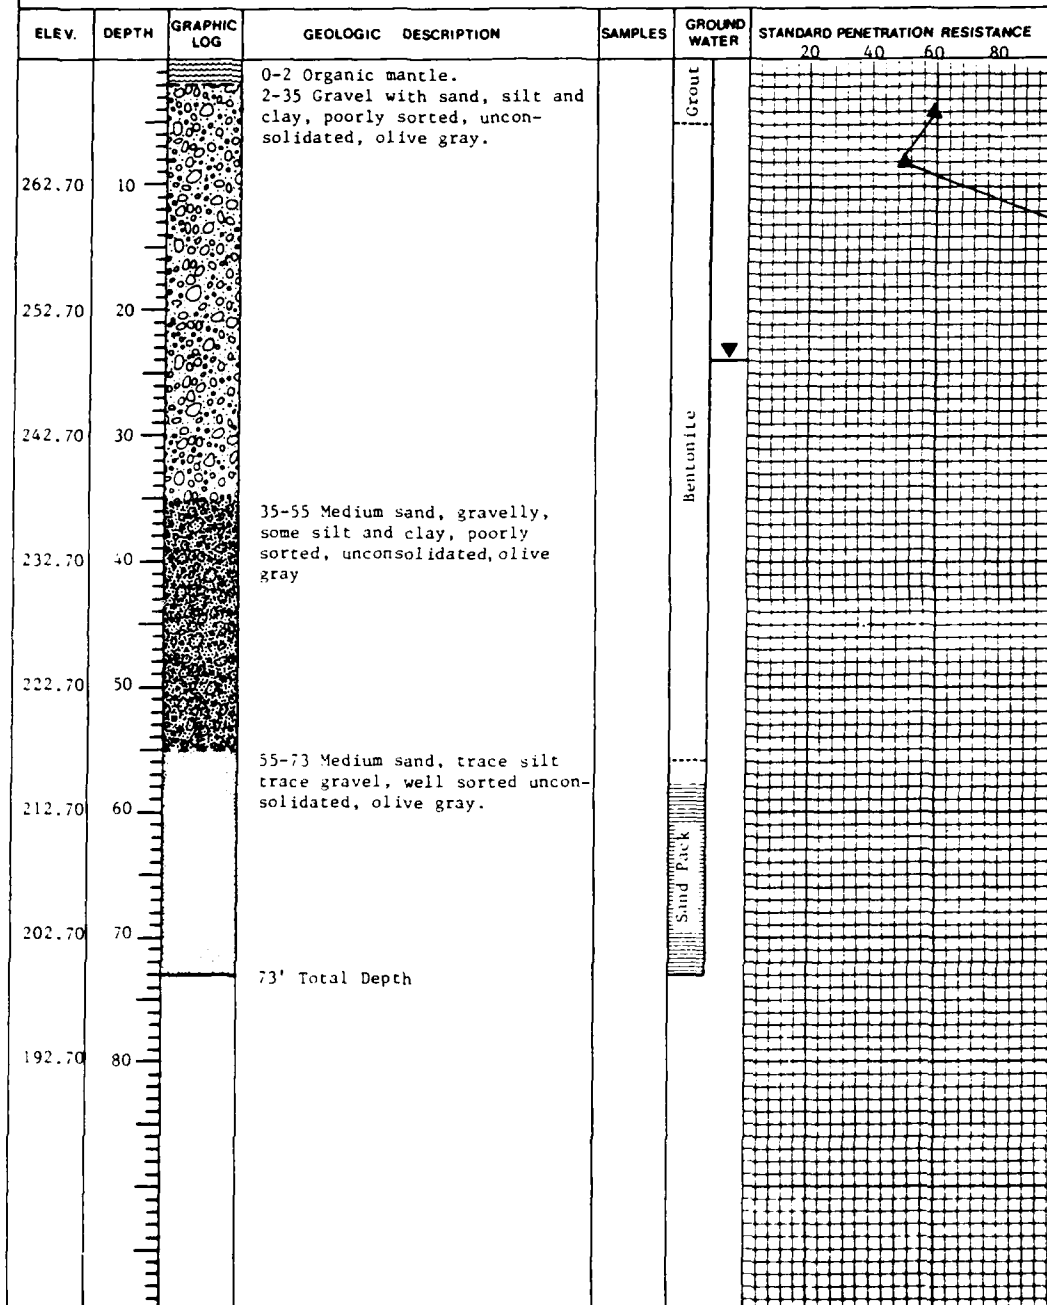 ELEV.
DEPTH
GRAPHIC
LOG
GEOLOGIC DESCRIPTION
SAMPLES
GROUND
WATER
STANDARD PENETRATION RESISTANCE
20 40 60 80
0-2 Organic mantle.
2-35 Gravel with sand, silt and
clay, poorly sorted, uncon-
solidated, olive gray.
Grout
262.70 10
252.70 20
242.70 30
Bentonite
35-55 Medium sand, gravelly,
some silt and clay, poorly
sorted, unconsolidated, olive
gray
232.70 40
222.70 50
55-73 Medium sand, trace silt
trace gravel, well sorted uncon-
solidated, olive gray.
212.70 60
Sand Pack
202.70 70
73' Total Depth
192.70 80